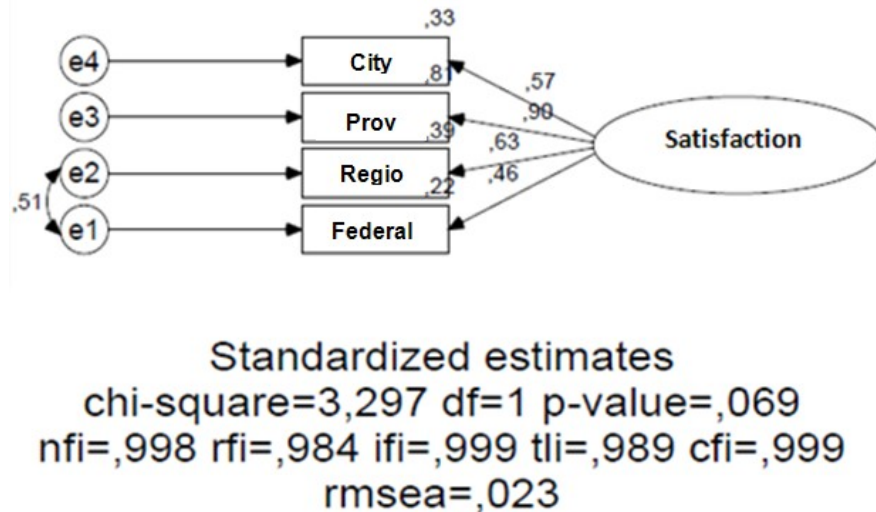 ,33
e4 City ,57
,81
e3 Prov ,90
,39 ,63
e2 Regio ,46
,22
,51
e1 Federal
Satisfaction
Standardized estimates
chi-square=3,297 df=1 p-value=,069
nfi=,998 rfi=,984 ifi=,999 tli=,989 cfi=,999
rmsea=,023